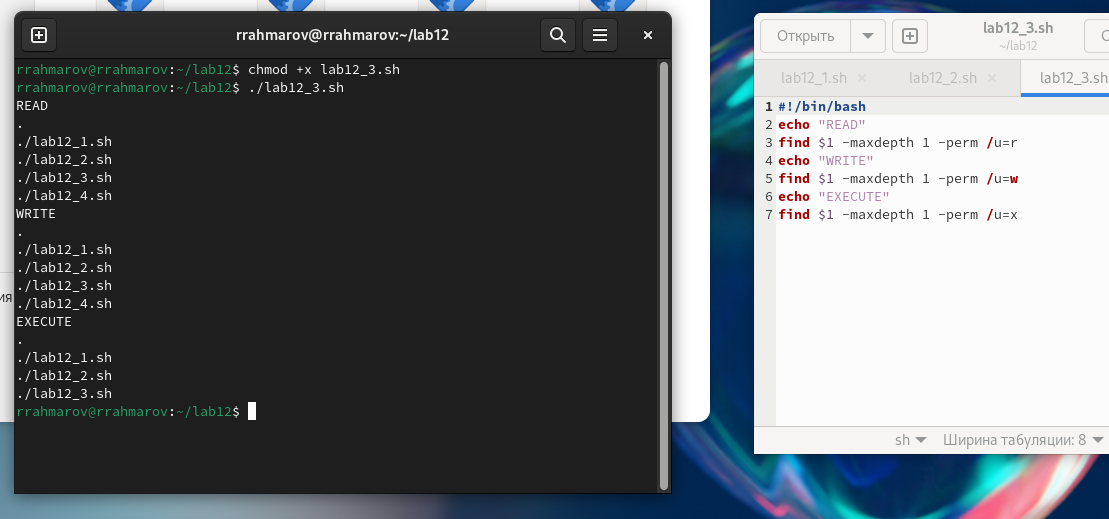 rrahmarov@rrahmarov:~/lab12
rrahmarov@rrahmarov:~/lab12$ chmod +x lab12_3.sh
rrahmarov@rrahmarov:~/lab12$ ./lab12_3.sh
READ
.
./lab12_1.sh
./lab12_2.sh
./lab12_3.sh
./lab12_4.sh
WRITE
.
./lab12_1.sh
./lab12_2.sh
./lab12_3.sh
./lab12_4.sh
EXECUTE
.
./lab12_1.sh
./lab12_2.sh
./lab12_3.sh
rrahmarov@rrahmarov:~/lab12$
Открыть
lab12_3.sh
~/lab12
lab12_1.sh
lab12_2.sh
lab12_3.sh
1 #!/bin/bash
2 echo "READ"
3 find $1 -maxdepth 1 -perm /u=r
4 echo "WRITE"
5 find $1 -maxdepth 1 -perm /u=w
6 echo "EXECUTE"
7 find $1 -maxdepth 1 -perm /u=x
sh
Ширина табуляции: 8